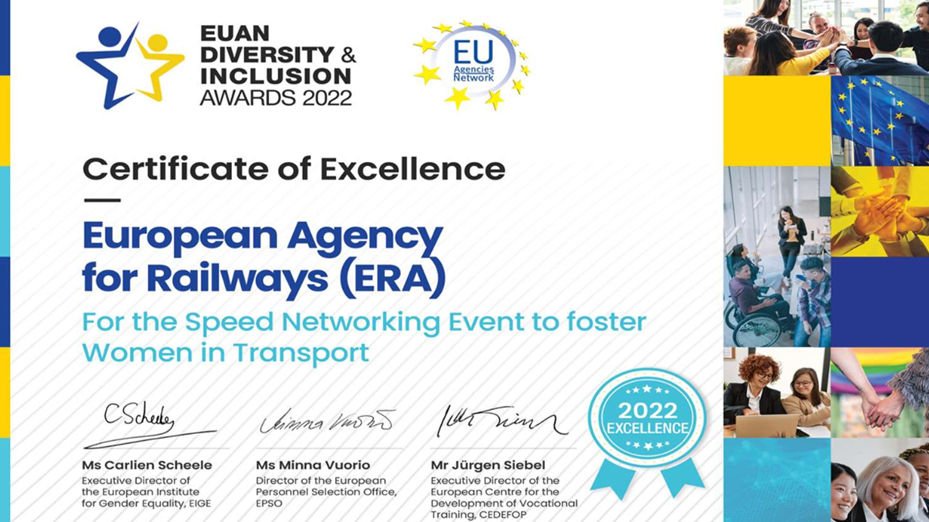 EUAN
DIVERSITY &
INCLUSION
AWARDS 2022
EU
Agencies
Network
Certificate of Excellence
European Agency
for Railways (ERA)
For the Speed Networking Event to foster
Women in Transport
C Scheele
Minna Vuorio
Ms Carlien Scheele
Executive Director of
the European Institute
for Gender Equality, EIGE
Ms Minna Vuorio
Director of the European
Personnel Selection Office,
EPSO
Mr Jürgen Siebel
Executive Director of the
European Centre for the
Development of Vocational
Training, CEDEFOP
2022
EXCELLENCE